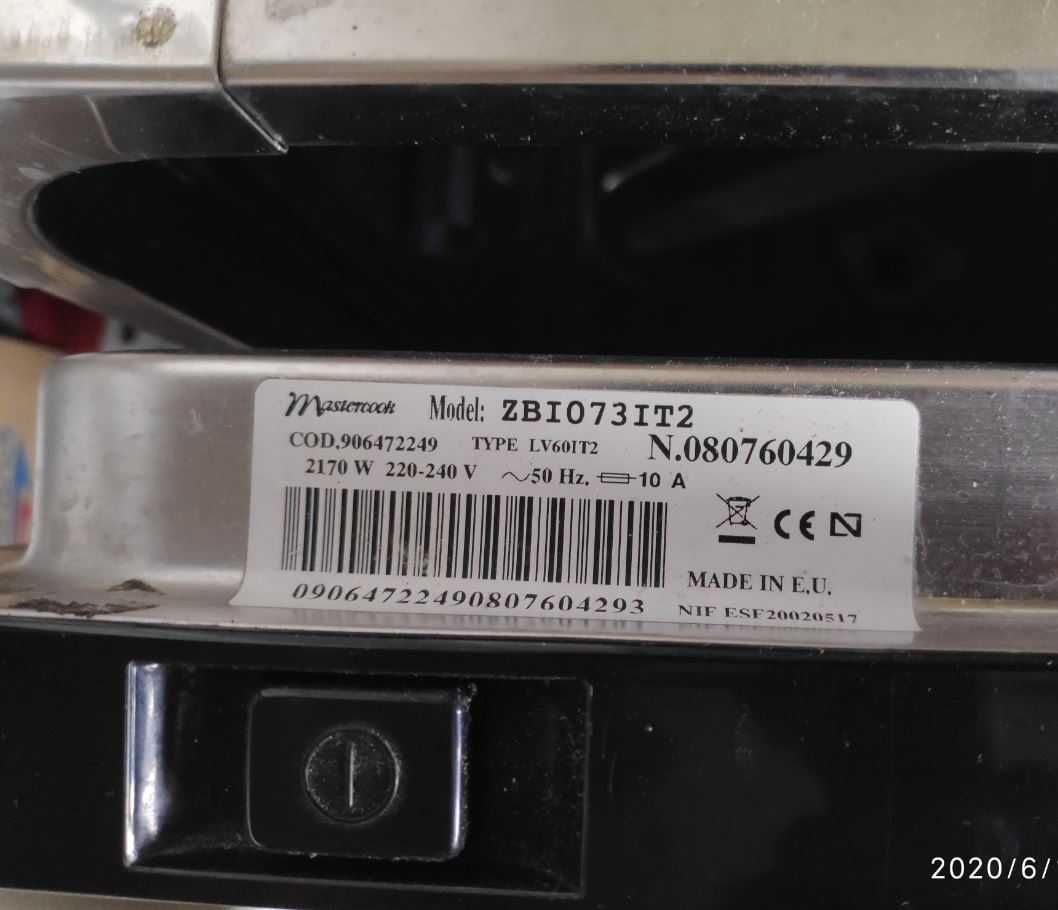 Mastercook Model: ZBI073IT2
COD.906472249 TYPE LV60IT2 N.080760429
2170 W 220-240 V ~50 Hz, 10 A
CE N
MADE IN E.U.
09064722490807604293
NIF ESF20020517
2020/6/